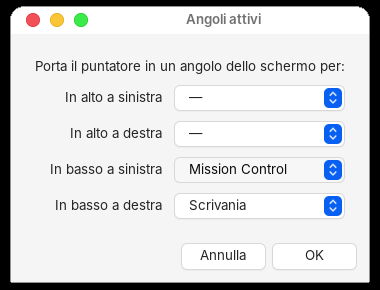 Angoli attivi
Porta il puntatore in un angolo dello schermo per:
In alto a sinistra —
In alto a destra —
In basso a sinistra Mission Control
In basso a destra Scrivania
Annulla OK